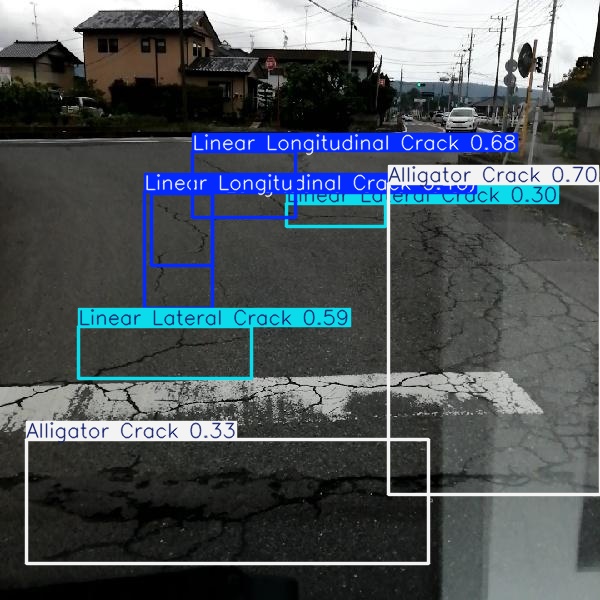 Linear Longitudinal Crack 0.68
Alligator Crack 0.70
Linear Longitudinal Crack
Linear Lateral Crack 0.30
Linear Lateral Crack 0.59
Alligator Crack 0.33